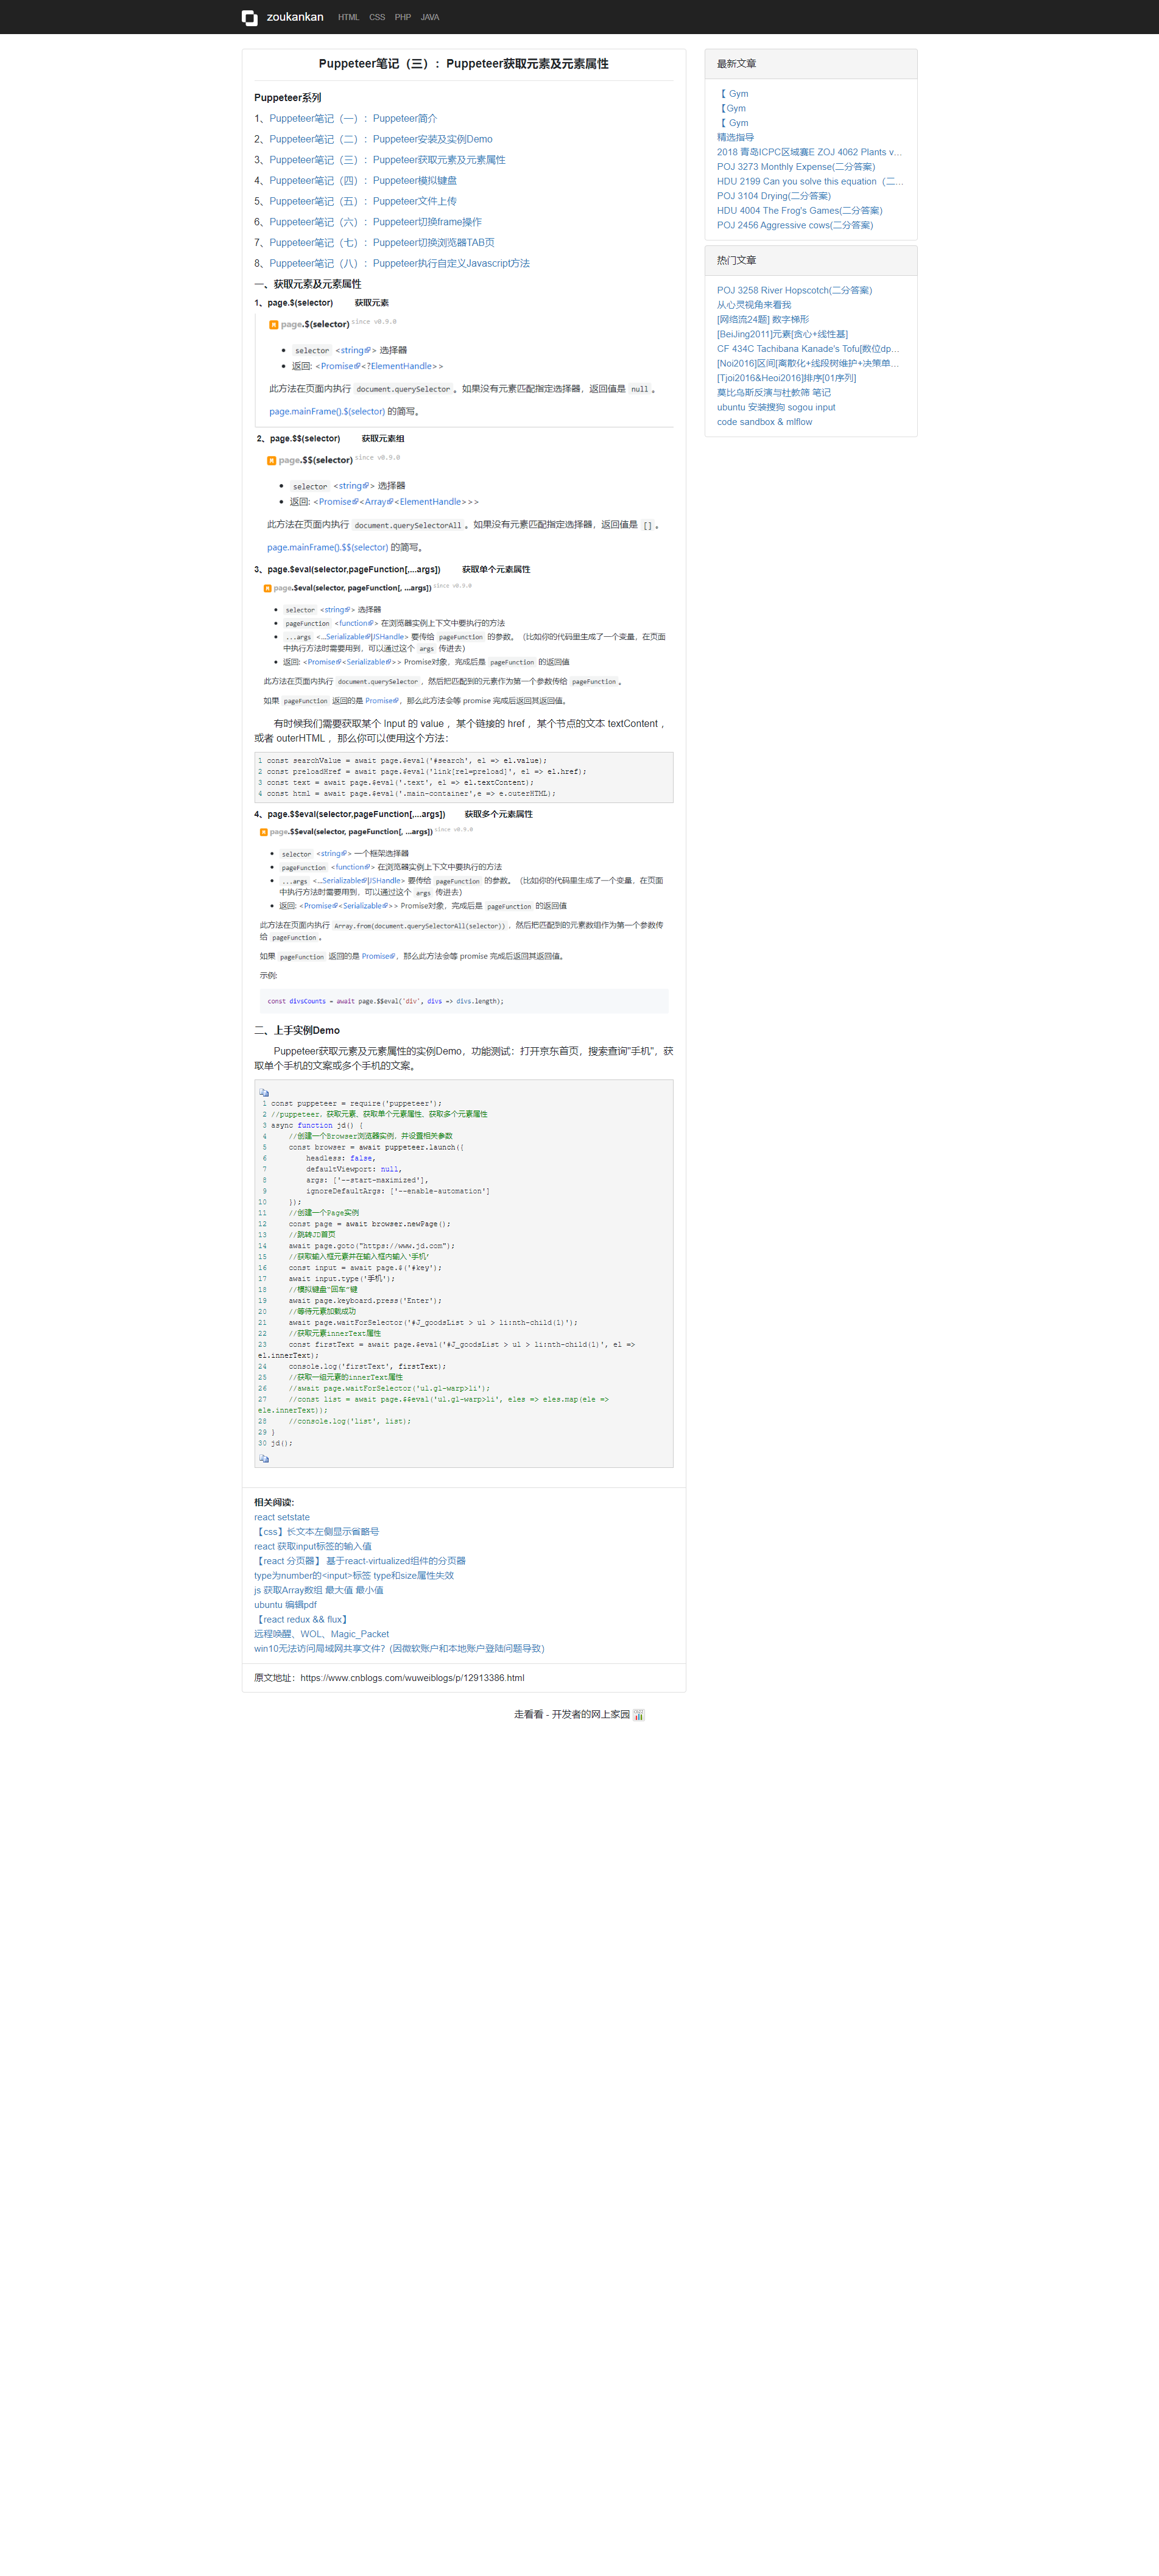 zoukankan
HTML CSS PHP JAVA
Puppeteer笔记（三）：Puppeteer获取元素及元素属性
Puppeteer系列
1、Puppeteer笔记（一）：Puppeteer简介
2、Puppeteer笔记（二）：Puppeteer安装及实例Demo
3、Puppeteer笔记（三）：Puppeteer获取元素及元素属性
4、Puppeteer笔记（四）：Puppeteer模拟键盘
5、Puppeteer笔记（五）：Puppeteer文件上传
6、Puppeteer笔记（六）：Puppeteer切换frame操作
7、Puppeteer笔记（七）：Puppeteer切换浏览器TAB页
8、Puppeteer笔记（八）：Puppeteer执行自定义Javascript方法
一、获取元素及元素属性
1、page.$(selector) 获取元素
page.$(selector) since v0.9.0
selector <string> 选择器
返回: <Promise<?ElementHandle>>
此方法在页面内执行 document.querySelector。如果没有元素匹配指定选择器，返回值是 null。
page.mainFrame().$(selector) 的简写。
2、page.$$(selector) 获取元素组
page.$$(selector) since v0.9.0
selector <string> 选择器
返回: <Promise<Array<ElementHandle>>>
此方法在页面内执行 document.querySelectorAll。如果没有元素匹配指定选择器，返回值是 []。
page.mainFrame().$$(selector) 的简写。
3、page.$eval(selector,pageFunction[,...args]) 获取单个元素属性
page.$eval(selector, pageFunction[, ...args]) since v0.9.0
selector <string> 选择器
pageFunction <function> 在浏览器实例上下文中要执行的方法
...args <...Serializable|JSHandle> 要传给 pageFunction 的参数。（比如你的代码里生成了一个变量，在页面
中执行方法时需要用到，可以通过这个 args 传进去）
返回: <Promise<Serializable>> Promise对象，完成后是 pageFunction 的返回值
此方法在页面内执行 document.querySelector，然后把匹配到的元素作为第一个参数传给 pageFunction。
如果 pageFunction 返回的是 Promise，那么此方法会等 promise 完成后返回其返回值。
有时候我们需要获取某个 Input 的 value ，某个链接的 href ，某个节点的文本 textContent ，
或者 outerHTML ，那么你可以使用这个方法：
1 const searchValue = await page.$eval('#search', el => el.value);
2 const preloadHref = await page.$eval('link[rel=preload]', el => el.href);
3 const text = await page.$eval('.text', el => el.textContent);
4 const html = await page.$eval('.main-container',e => e.outerHTML);
4、page.$$eval(selector,pageFunction[,...args]) 获取多个元素属性
page.$$eval(selector, pageFunction[, ...args]) since v0.9.0
selector <string> 一个框架选择器
pageFunction <function> 在浏览器实例上下文中要执行的方法
...args <...Serializable|JSHandle> 要传给 pageFunction 的参数。（比如你的代码里生成了一个变量，在页面
中执行方法时需要用到，可以通过这个 args 传进去）
返回: <Promise<Serializable>> Promise对象，完成后是 pageFunction 的返回值
此方法在页面内执行 Array.from(document.querySelectorAll(selector))，然后把匹配到的元素数组作为第一个参数传
给 pageFunction。
如果 pageFunction 返回的是 Promise，那么此方法会等 promise 完成后返回其返回值。
示例:
const divsCounts = await page.$$eval('div', divs => divs.length);
二、上手实例Demo
Puppeteer获取元素及元素属性的实例Demo，功能测试：打开京东首页，搜索查询"手机"，获
取单个手机的文案或多个手机的文案。
1 const puppeteer = require('puppeteer');
2 //puppeteer. 获取元素、获取单个元素属性、获取多个元素属性
3 async function jd() {
4 //创建一个Browser浏览器实例，并设置相关参数
5 const browser = await puppeteer.launch({
6 headless: false,
7 defaultViewport: null,
8 args: ['--start-maximized'],
9 ignoreDefaultArgs: ['--enable-automation']
10 });
11 //创建一个Page实例
12 const page = await browser.newPage();
13 //跳转JD首页
14 await page.goto("https://www.jd.com");
15 //获取输入框元素并在输入框内输入‘手机’
16 const input = await page.$('#key');
17 await input.type('手机');
18 //模拟键盘“回车”键
19 await page.keyboard.press('Enter');
20 //等待元素加载成功
21 await page.waitForSelector('#J_goodsList > ul > li:nth-child(1)');
22 //获取元素innerText属性
23 const firstText = await page.$eval('#J_goodsList > ul > li:nth-child(1)', el =>
el.innerText);
24 console.log('firstText', firstText);
25 //获取一组元素的innerText属性
26 //await page.waitForSelector('ul.gl-warp>li');
27 //const list = await page.$$eval('ul.gl-warp>li', eles => eles.map(ele =>
ele.innerText));
28 //console.log('list', list);
29 }
30 jd();
相关阅读:
react setstate
【css】长文本左侧显示省略号
react 获取input标签的输入值
【react 分页器】 基于react-virtualized组件的分页器
type为number的<input>标签 type和size属性失效
js 获取Array数组 最大值 最小值
ubuntu 编辑pdf
【react redux && flux】
远程唤醒、WOL、Magic_Packet
win10无法访问局域网共享文件？(因微软账户和本地账户登陆问题导致)
原文地址：https://www.cnblogs.com/wuweiblogs/p/12913386.html
最新文章
【 Gym
【Gym
【 Gym
精选指导
2018 青岛ICPC区域赛E ZOJ 4062 Plants v...
POJ 3273 Monthly Expense(二分答案)
HDU 2199 Can you solve this equation（二...
POJ 3104 Drying(二分答案)
HDU 4004 The Frog's Games(二分答案)
POJ 2456 Aggressive cows(二分答案)
热门文章
POJ 3258 River Hopscotch(二分答案)
从心灵视角来看我
[网络流24题] 数字梯形
[BeiJing2011]元素[贪心+线性基]
CF 434C Tachibana Kanade's Tofu[数位dp...
[Noi2016]区间[离散化+线段树维护+决策单...
[Tjoi2016&Heoi2016]排序[01序列]
莫比乌斯反演与杜教筛 笔记
ubuntu 安装搜狗 sogou input
code sandbox & mlflow
走看看 - 开发者的网上家园